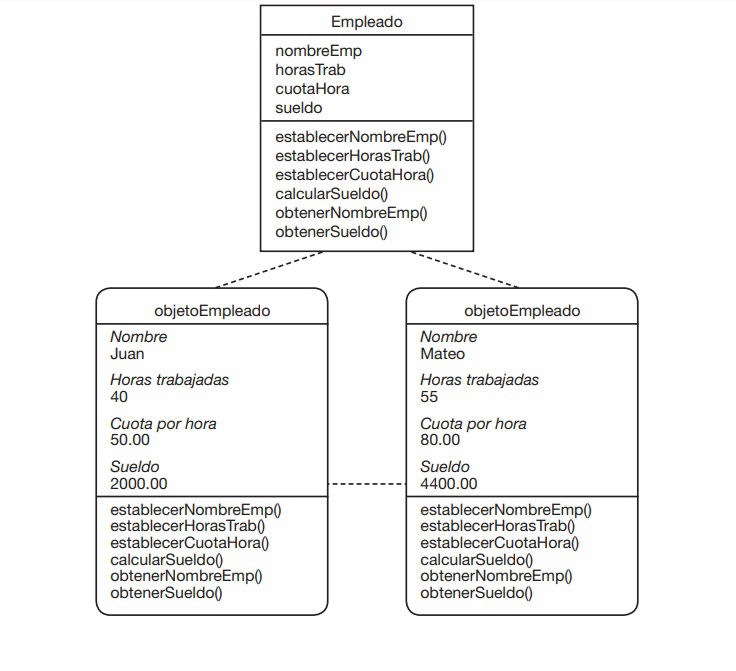 Empleado
nombreEmp
horasTrab
cuotaHora
sueldo
establecerNombreEmp()
establecerHorasTrab()
establecerCuotaHora()
calcularSueldo()
obtenerNombreEmp()
obtenerSueldo()
objetoEmpleado
Nombre
Juan
Horas trabajadas
40
Cuota por hora
50.00
Sueldo
2000.00
establecerNombreEmp()
establecerHorasTrab()
establecerCuotaHora()
calcularSueldo()
obtenerNombreEmp()
obtenerSueldo()
objetoEmpleado
Nombre
Mateo
Horas trabajadas
55
Cuota por hora
80.00
Sueldo
4400.00
establecerNombreEmp()
establecerHorasTrab()
establecerCuotaHora()
calcularSueldo()
obtenerNombreEmp()
obtenerSueldo()